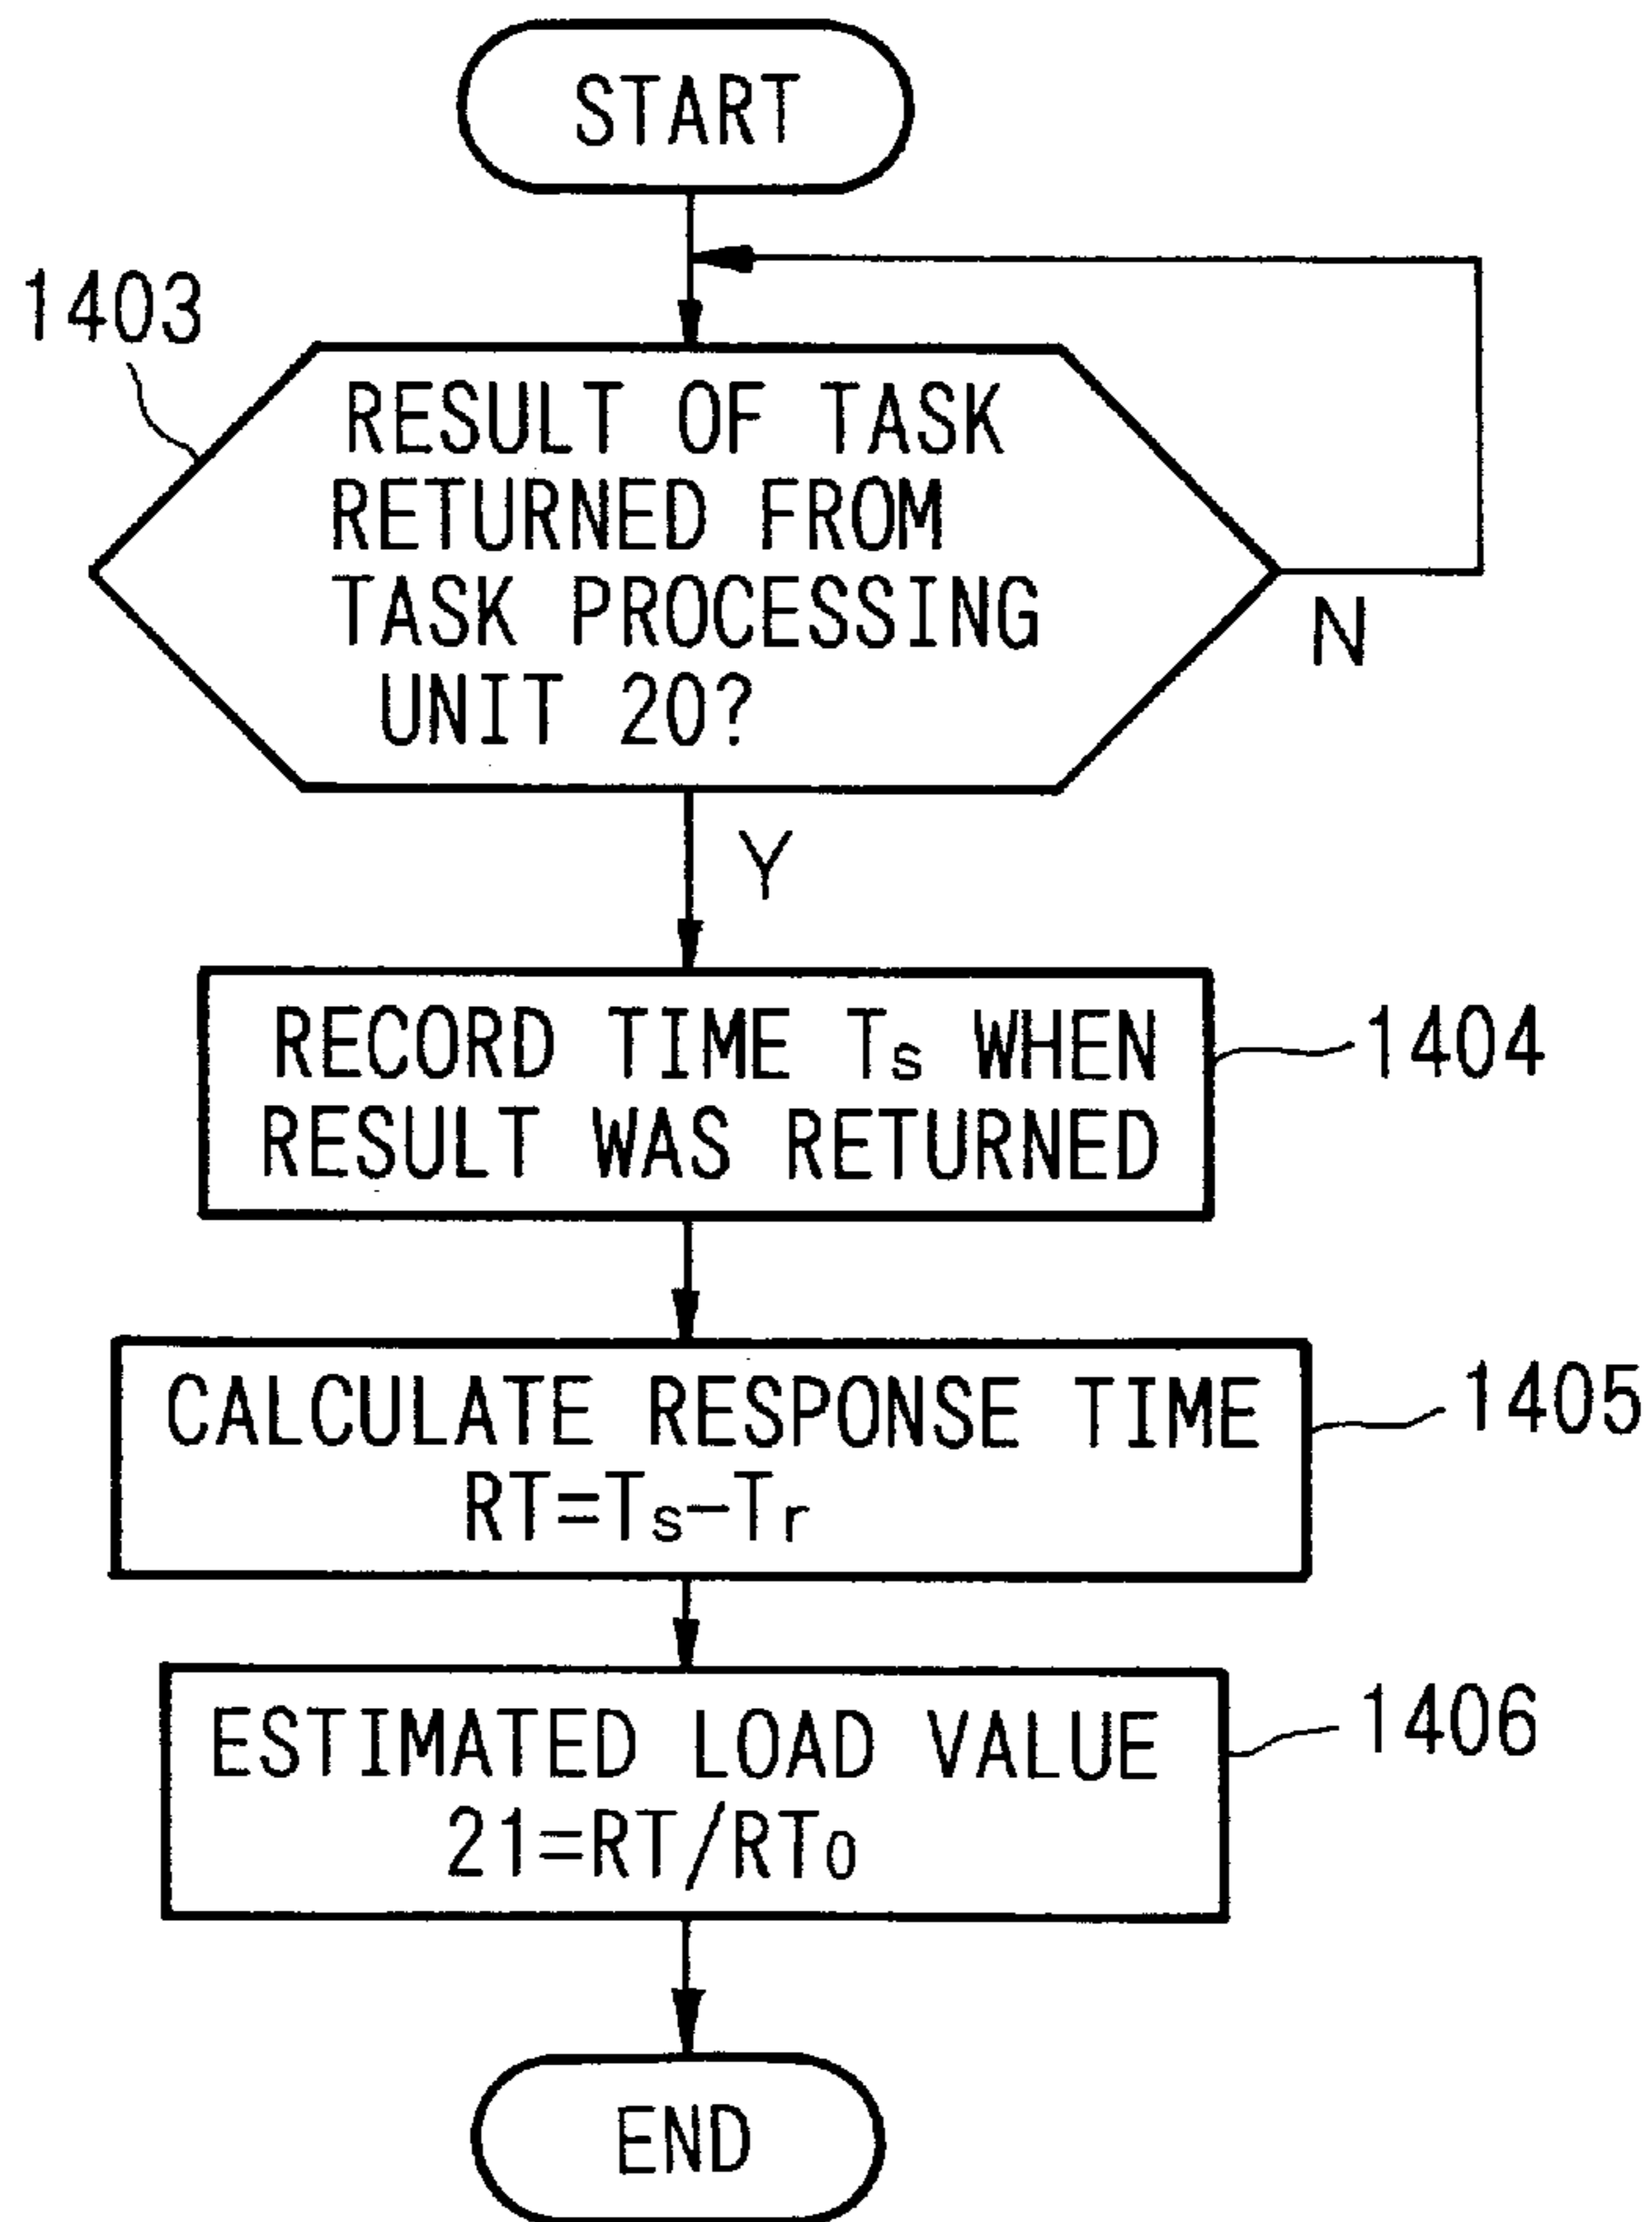 START
1403
RESULT OF TASK
RETURNED FROM
TASK PROCESSING
UNIT 20?
N
Y
RECORD TIME Ts WHEN
RESULT WAS RETURNED
1404
CALCULATE RESPONSE TIME
RT=Ts-Tr
1405
ESTIMATED LOAD VALUE
21=RT/RT0
1406
END